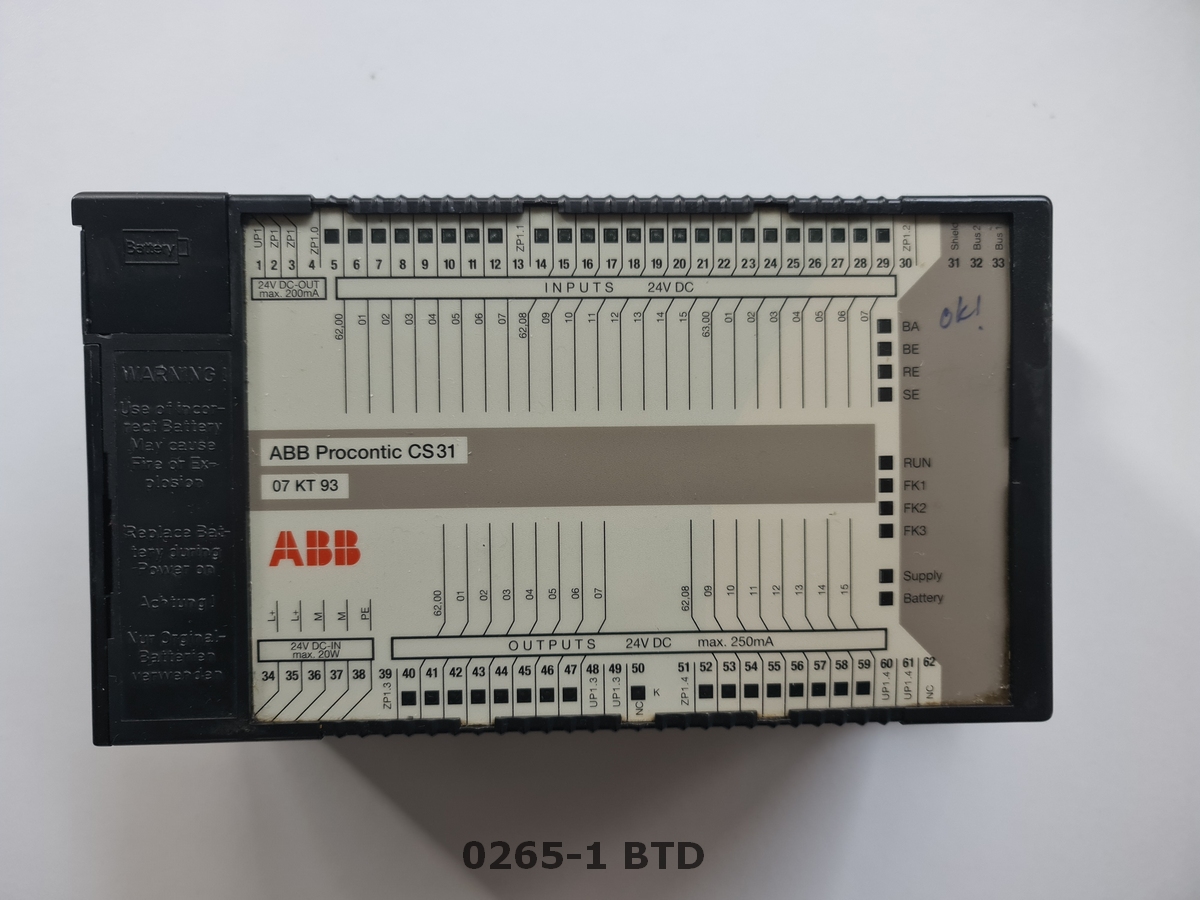 Battery
UP1 ZP1 ZP1 ZP1.0 ZP1.1 ZP1.2 Shield Bus 2 Bus 1
1 2 3 4 5 6 7 8 9 10 11 12 13 14 15 16 17 18 19 20 21 22 23 24 25 26 27 28 29 30 31 32 33
24V DC-OUT
max. 200mA
INPUTS 24V DC
62,00 01 02 03 04 05 06 07 62,08 09 10 11 12 13 14 15 63,00 01 02 03 04 05 06 07
ok!
BA
BE
RE
SE
WARNING!
Use of incor-
rect Battery
May cause
Fire or Ex-
plosion
Replace Bat-
tery during
Power on
Achtung!
Nur Orginal-
Batterien
verwenden
ABB Procontic CS31
07 KT 93
ABB
RUN
FK1
FK2
FK3
Supply
Battery
L+ L+ M M PE
62,00 01 02 03 04 05 06 07 62,08 09 10 11 12 13 14 15
24V DC-IN
max. 20W
OUTPUTS 24V DC max. 250mA
34 35 36 37 38 39 40 41 42 43 44 45 46 47 48 49 50 51 52 53 54 55 56 57 58 59 60 61 62
ZP1.3 UP1.3 UP1.3 NC K ZP1.4 UP1.4 UP1.4 NC
0265-1 BTD